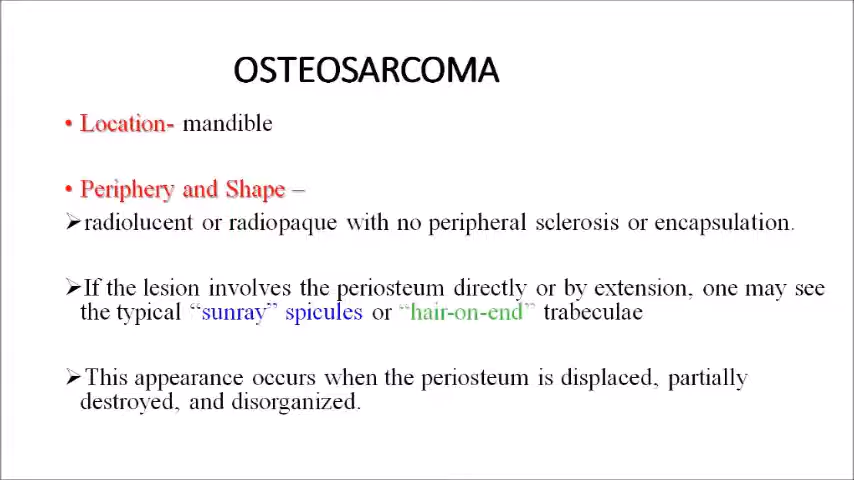 OSTEOSARCOMA
• Location- mandible
• Periphery and Shape –
➢radiolucent or radiopaque with no peripheral sclerosis or encapsulation.
➢If the lesion involves the periosteum directly or by extension, one may see
the typical “sunray” spicules or “hair-on-end” trabeculae
➢This appearance occurs when the periosteum is displaced, partially
destroyed, and disorganized.